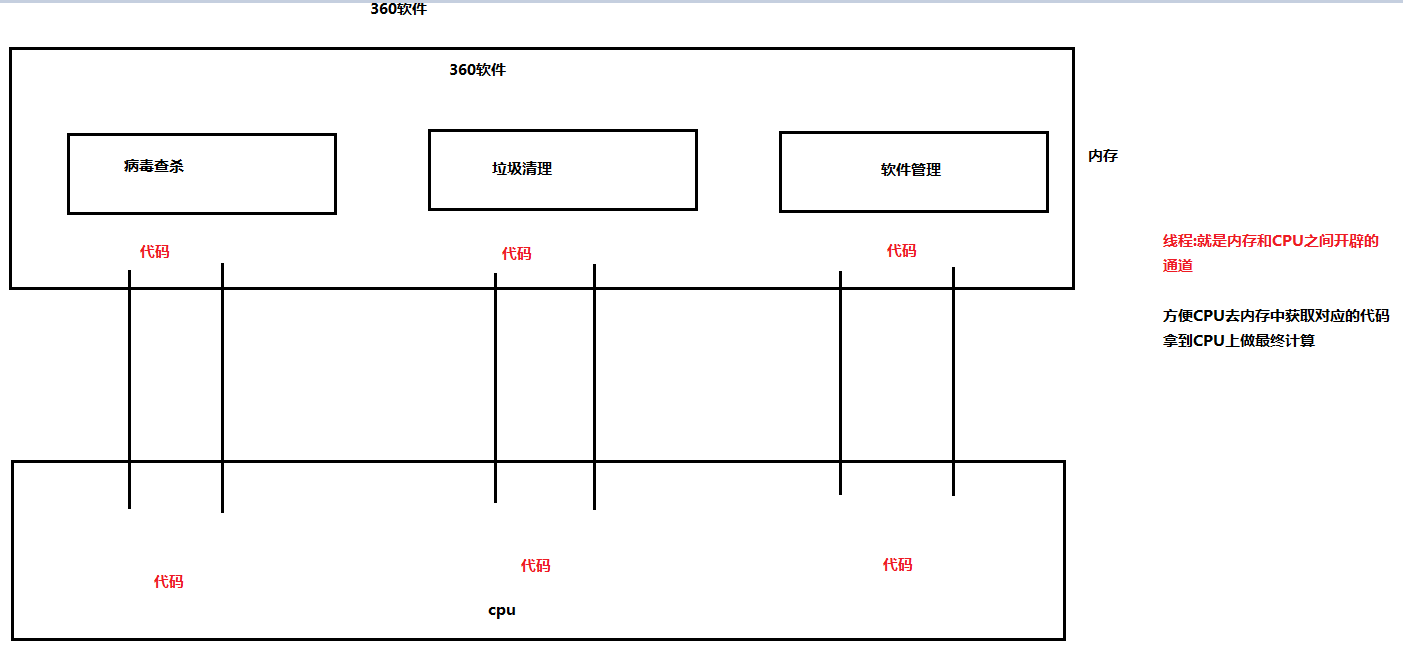 360软件
360软件
病毒查杀
垃圾清理
软件管理
内存
代码
代码
代码
线程:就是内存和CPU之间开辟的
通道
方便CPU去内存中获取对应的代码
拿到CPU上做最终计算
代码
代码
代码
cpu